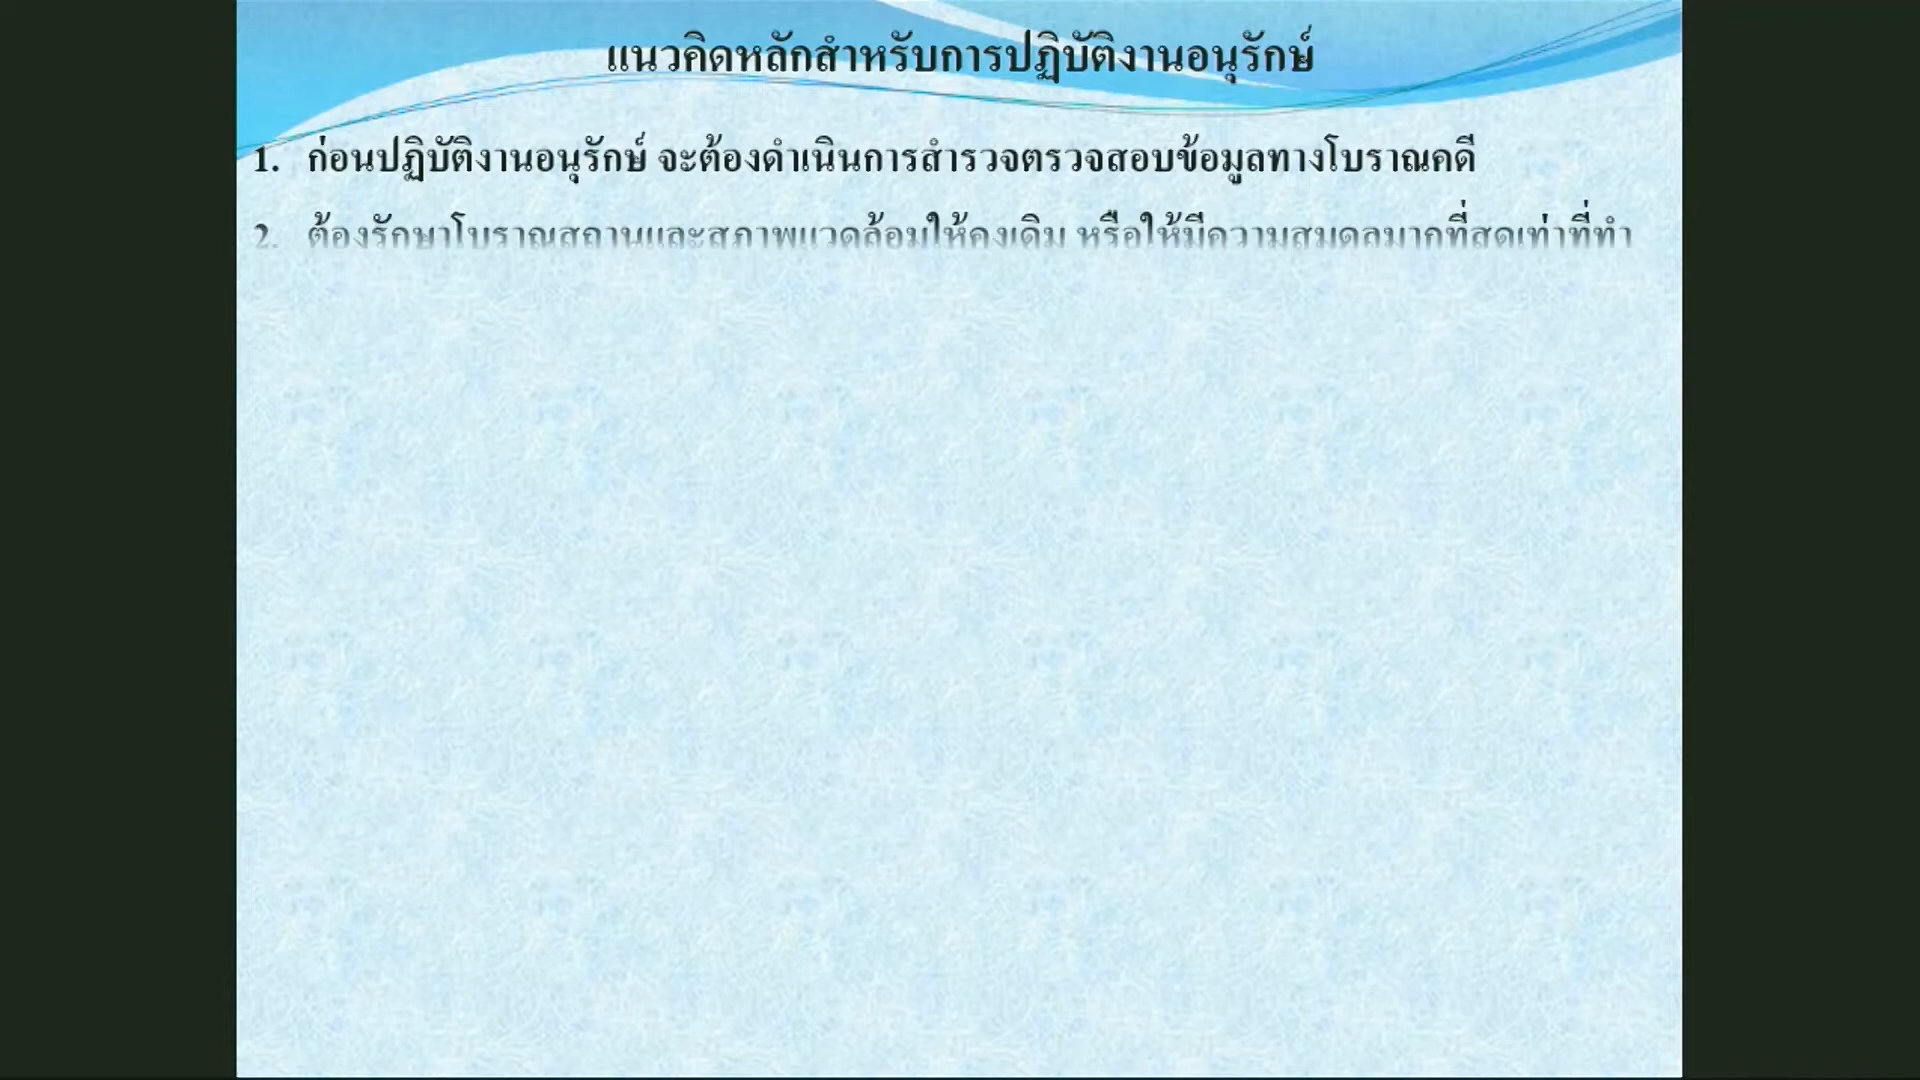 แนวคิดหลักสำหรับการปฏิบัติงานอนุรักษ์
1. ก่อนปฏิบัติงานอนุรักษ์ จะต้องดำเนินการสำรวจตรวจสอบข้อมูลทางโบราณคดี
2. ต้องรักษาโบราณสถานและสภาพแวดล้อมให้คงเดิม หรือให้มีความสมดุลมากที่สุดเท่าที่ทำ